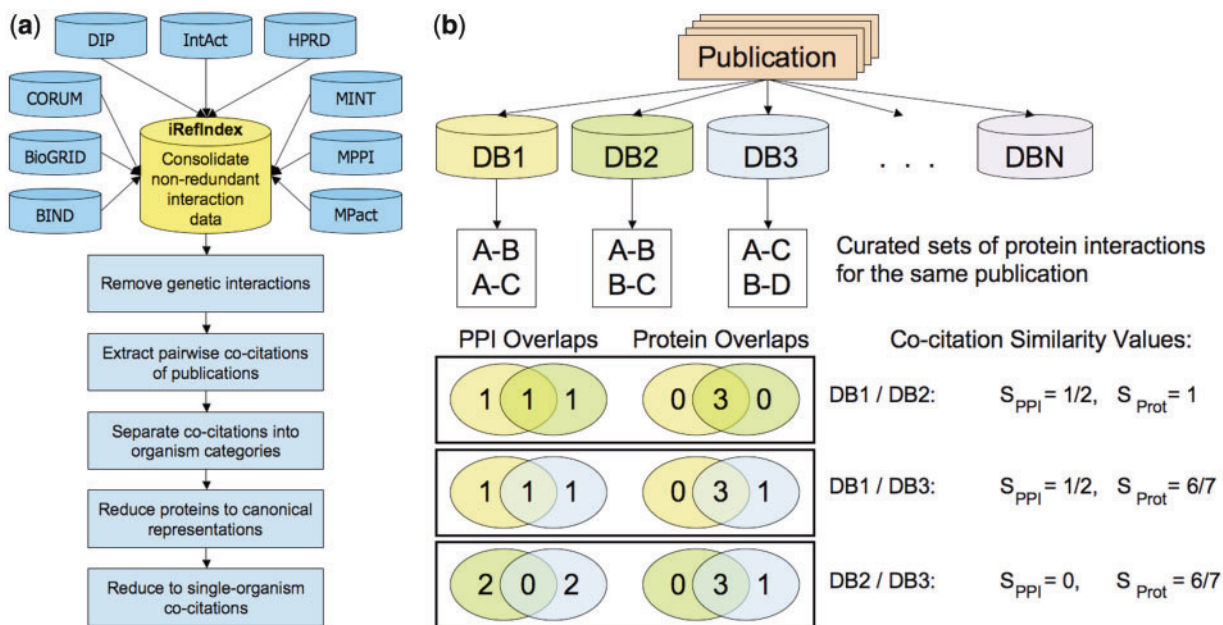 (a)
DIP
IntAct
HPRD
CORUM
MINT
BioGRID
MPPI
BIND
MPact
iRefIndex
Consolidate
non-redundant
interaction
data
Remove genetic interactions
Extract pairwise co-citations
of publications
Separate co-citations into
organism categories
Reduce proteins to canonical
representations
Reduce to single-organism
co-citations
(b)
Publication
DB1
DB2
DB3
. . .
DBN
A-B
A-C
A-B
B-C
A-C
B-D
Curated sets of protein interactions
for the same publication
PPI Overlaps
Protein Overlaps
Co-citation Similarity Values:
1 1 1
0 3 0
DB1 / DB2: S PPI = 1/2, S Prot = 1
1 1 1
0 3 1
DB1 / DB3: S PPI = 1/2, S Prot = 6/7
2 0 2
0 3 1
DB2 / DB3: S PPI = 0, S Prot = 6/7